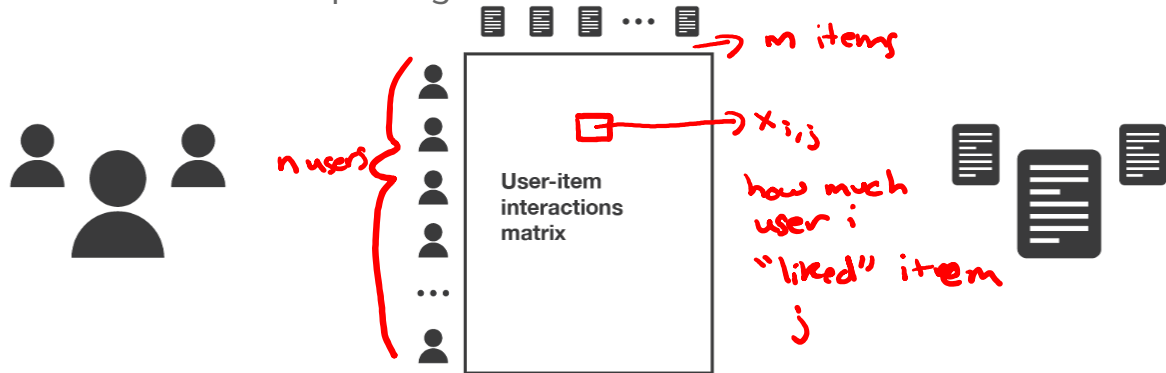 m items
n users
x i,j
User-item
interactions
matrix
how much
user i
"liked" item
j